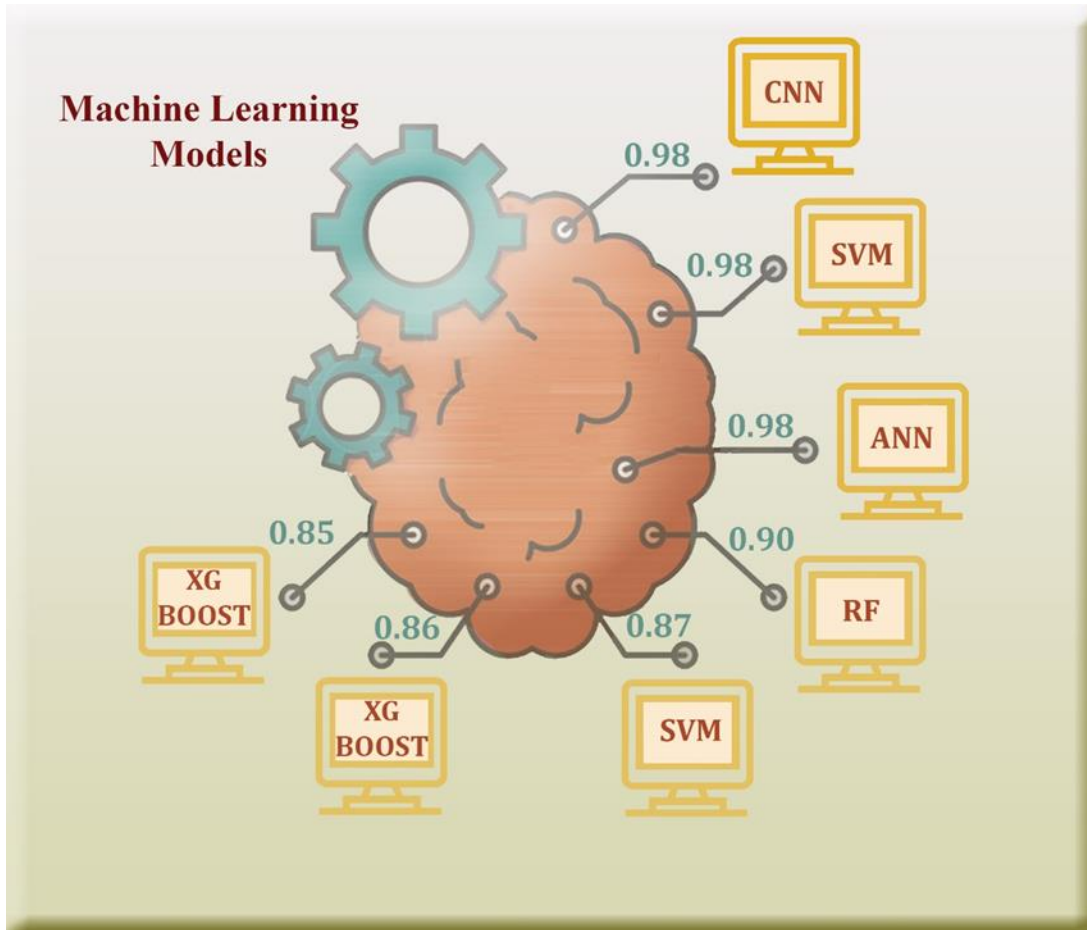 Machine Learning
Models
CNN
0.98
SVM
0.98
ANN
0.98
RF
0.90
SVM
0.87
XG
BOOST
0.86
XG
BOOST
0.85